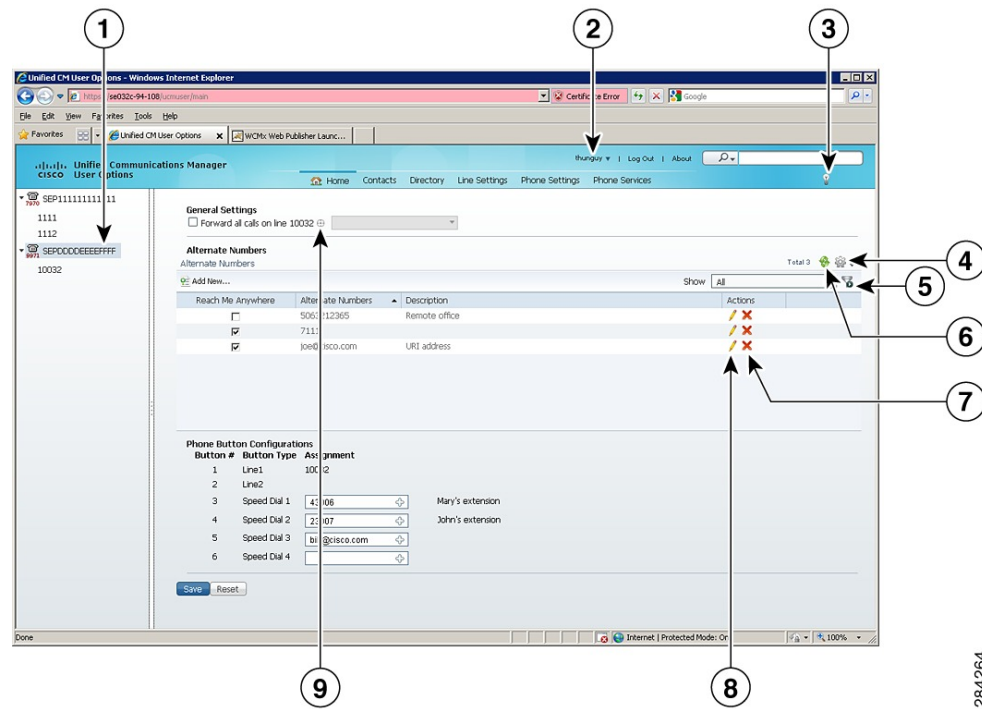 1
2
3
Unified CM User Options - Windows Internet Explorer
https://se032c-94-108/ucmuser/main
Certificate Error
Google
File Edit View Favorites Tools Help
Favorites
Unified CM User Options x
WCMx Web Publisher Launc...
thunguy | Log Out | About
cisco
Unified Communications Manager
User Options
Home Contacts Directory Line Settings Phone Settings Phone Services
7970 SEP111111111111
1111
1112
8971 SEPDDDDEEEEFFFF
10032
General Settings
Forward all calls on line 10032
Alternate Numbers
Alternate Numbers
Total 3
4
Add New...
Show All
5
Reach Me Anywhere Alternate Numbers Description Actions
Remote office
6
URI address
7
Phone Button Configurations
Button # Button Type Assignment
1 Line1 10032
2 Line2
3 Speed Dial 1 Mary's extension
4 Speed Dial 2 John's extension
5 Speed Dial 3
6 Speed Dial 4
Save Reset
Done
Internet | Protected Mode: On
100%
9
8
284264